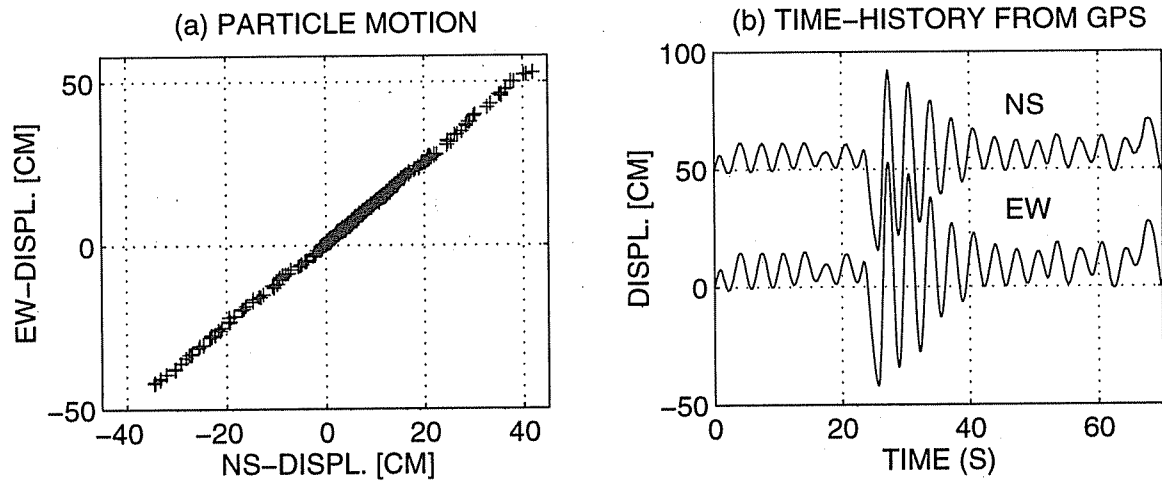 (a) PARTICLE MOTION
50
0
−50
EW−DISPL. [CM]
−40 −20 0 20 40
NS−DISPL. [CM]
(b) TIME−HISTORY FROM GPS
100
50
0
−50
DISPL. [CM]
NS
EW
0 20 40 60
TIME (S)